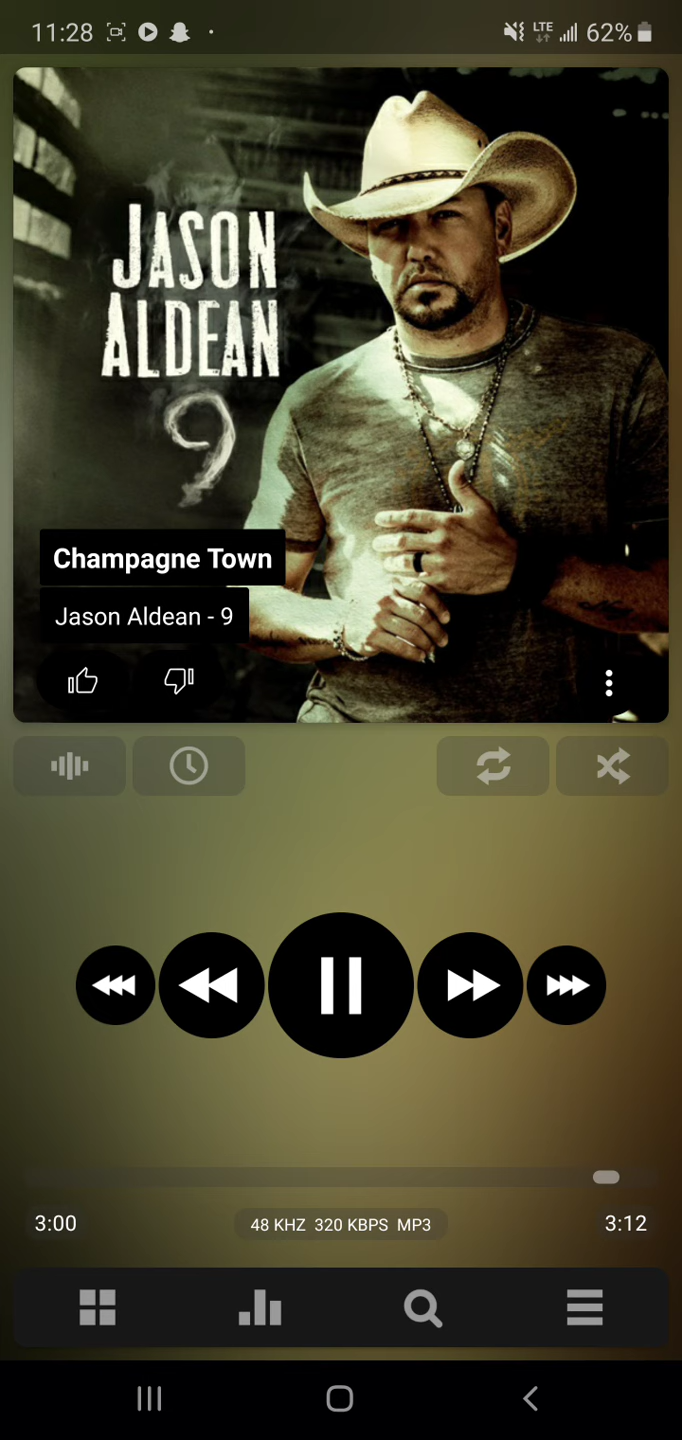 11:28
LTE
62%
JASON
ALDEAN
9
Champagne Town
Jason Aldean - 9
3:00
48 KHZ 320 KBPS MP3
3:12